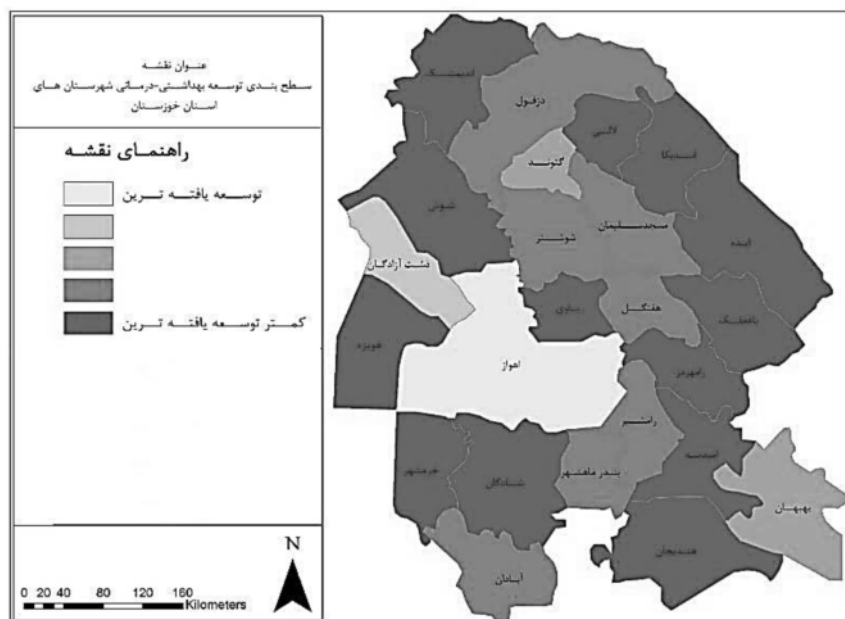 عنوان نقشه
سطح بندی توسعه بهداشتی-درمانی شهرستان های
استان خوزستان
راهنمای نقشه
توسعه یافته ترین
کمتر توسعه یافته ترین
N
0 20 40 80 120 160
Kilometers
اندیمشک
دزفول
لالی
اندیکا
گتوند
شوش
مسجدسلیمان
شوشتر
ایذه
دشت آزادگان
باوی
هفتگل
باغملک
هویزه
اهواز
رامهرمز
رامشیر
امیدیه
خرمشهر
شادگان
بندر ماهشهر
بهبهان
هندیجان
آبادان